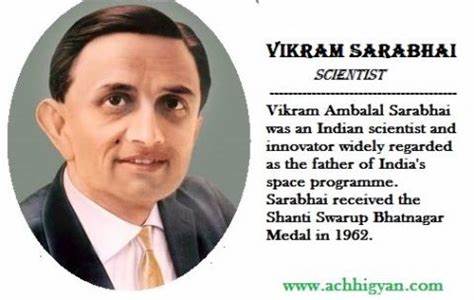 VIKRAM SARABHAI
SCIENTIST
Vikram Ambalal Sarabhai
was an Indian scientist and
innovator widely regarded
as the father of India's
space programme.
Sarabhai received the
Shanti Swarup Bhatnagar
Medal in 1962.
www.achhigyan.com